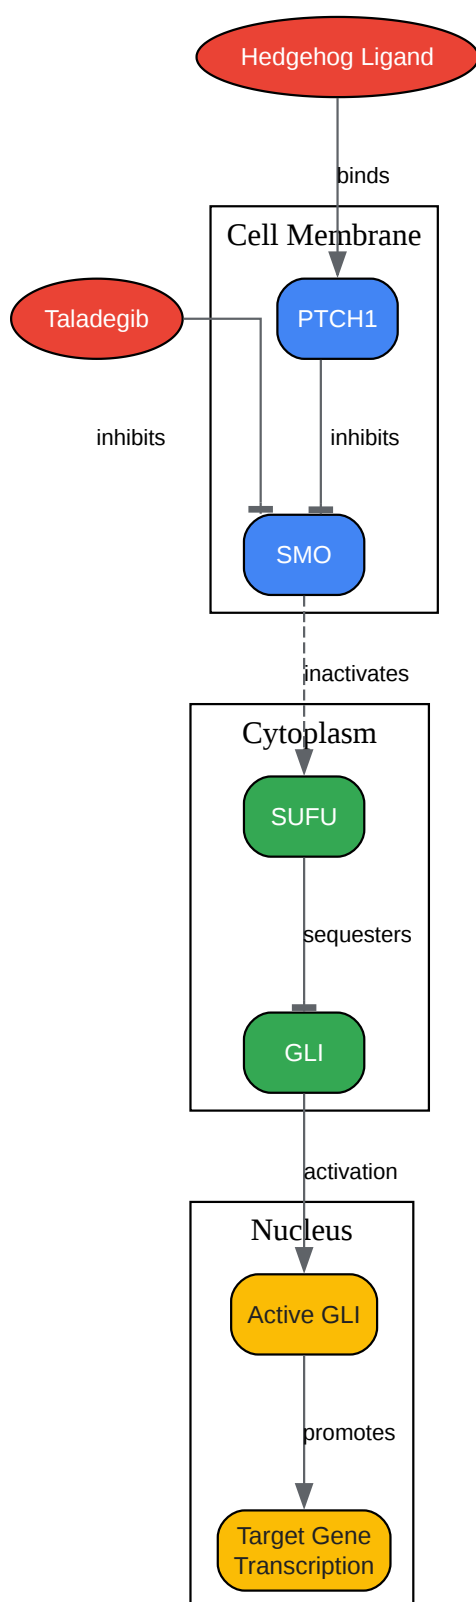 Hedgehog Ligand
binds
Cell Membrane
Taladegib
PTCH1
inhibits
inhibits
SMO
inactivates
Cytoplasm
SUFU
sequesters
GLI
activation
Nucleus
Active GLI
promotes
Target Gene
Transcription